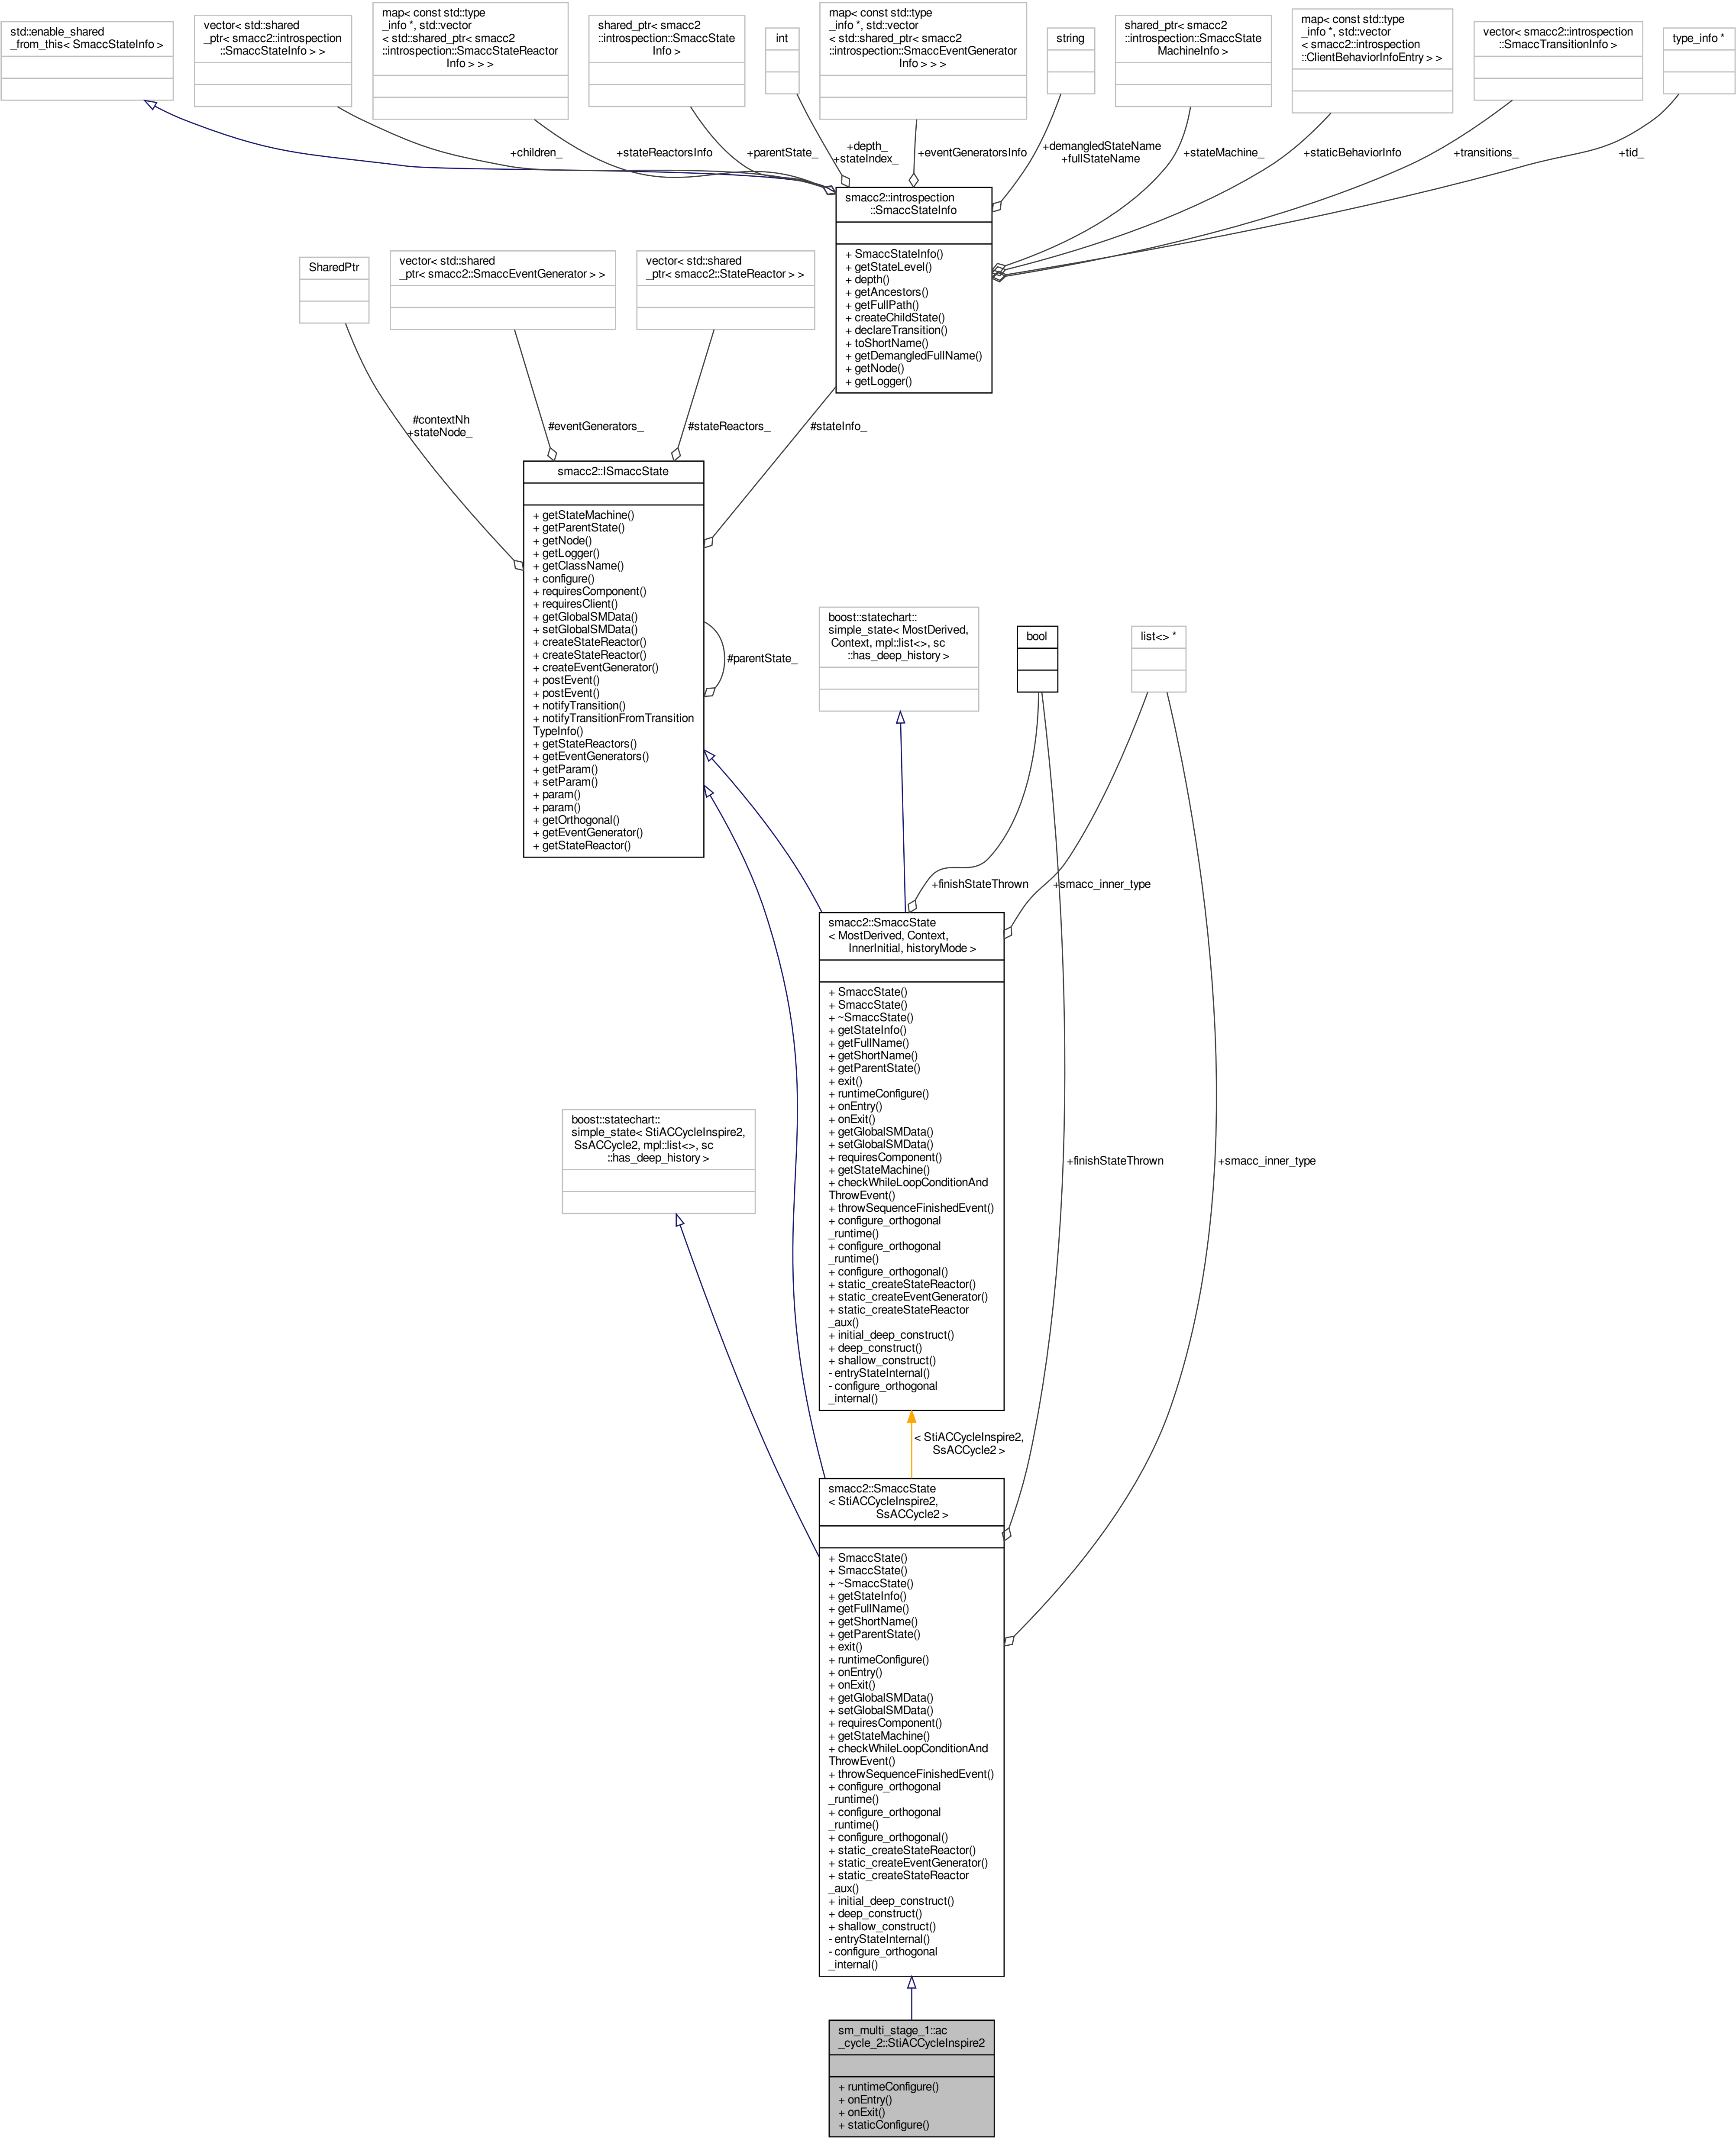 std::enable_shared
_from_this< SmaccStateInfo >
vector< std::shared
_ptr< smacc2::introspection
::SmaccStateInfo > >
map< const std::type
_info *, std::vector
< std::shared_ptr< smacc2
::introspection::SmaccStateReactor
Info > > >
shared_ptr< smacc2
::introspection::SmaccState
Info >
int
map< const std::type
_info *, std::vector
< std::shared_ptr< smacc2
::introspection::SmaccEventGenerator
Info > > >
string
shared_ptr< smacc2
::introspection::SmaccState
MachineInfo >
map< const std::type
_info *, std::vector
< smacc2::introspection
::ClientBehaviorInfoEntry > >
vector< smacc2::introspection
::SmaccTransitionInfo >
type_info *
+children_
+stateReactorsInfo
+parentState_
+depth_
+stateIndex_
+eventGeneratorsInfo
+demangledStateName
+fullStateName
+stateMachine_
+staticBehaviorInfo
+transitions_
+tid_
smacc2::introspection
::SmaccStateInfo
+ SmaccStateInfo()
+ getStateLevel()
+ depth()
+ getAncestors()
+ getFullPath()
+ createChildState()
+ declareTransition()
+ toShortName()
+ getDemangledFullName()
+ getNode()
+ getLogger()
SharedPtr
vector< std::shared
_ptr< smacc2::SmaccEventGenerator > >
vector< std::shared
_ptr< smacc2::StateReactor > >
#contextNh
+stateNode_
#eventGenerators_
#stateReactors_
#stateInfo_
smacc2::ISmaccState
+ getStateMachine()
+ getParentState()
+ getNode()
+ getLogger()
+ getClassName()
+ configure()
+ requiresComponent()
+ requiresClient()
+ getGlobalSMData()
+ setGlobalSMData()
+ createStateReactor()
+ createStateReactor()
+ createEventGenerator()
+ postEvent()
+ postEvent()
+ notifyTransition()
+ notifyTransitionFromTransition
TypeInfo()
+ getStateReactors()
+ getEventGenerators()
+ getParam()
+ setParam()
+ param()
+ param()
+ getOrthogonal()
+ getEventGenerator()
+ getStateReactor()
#parentState_
boost::statechart::
simple_state< MostDerived,
Context, mpl::list<>, sc
::has_deep_history >
bool
list<> *
+finishStateThrown
+smacc_inner_type
smacc2::SmaccState
< MostDerived, Context,
InnerInitial, historyMode >
+ SmaccState()
+ SmaccState()
+ ~SmaccState()
+ getStateInfo()
+ getFullName()
+ getShortName()
+ getParentState()
+ exit()
+ runtimeConfigure()
+ onEntry()
+ onExit()
+ getGlobalSMData()
+ setGlobalSMData()
+ requiresComponent()
+ getStateMachine()
+ checkWhileLoopConditionAnd
ThrowEvent()
+ throwSequenceFinishedEvent()
+ configure_orthogonal
_runtime()
+ configure_orthogonal
_runtime()
+ configure_orthogonal()
+ static_createStateReactor()
+ static_createEventGenerator()
+ static_createStateReactor
_aux()
+ initial_deep_construct()
+ deep_construct()
+ shallow_construct()
- entryStateInternal()
- configure_orthogonal
_internal()
boost::statechart::
simple_state< StiACCycleInspire2,
SsACCycle2, mpl::list<>, sc
::has_deep_history >
+finishStateThrown
+smacc_inner_type
< StiACCycleInspire2,
SsACCycle2 >
smacc2::SmaccState
< StiACCycleInspire2,
SsACCycle2 >
+ SmaccState()
+ SmaccState()
+ ~SmaccState()
+ getStateInfo()
+ getFullName()
+ getShortName()
+ getParentState()
+ exit()
+ runtimeConfigure()
+ onEntry()
+ onExit()
+ getGlobalSMData()
+ setGlobalSMData()
+ requiresComponent()
+ getStateMachine()
+ checkWhileLoopConditionAnd
ThrowEvent()
+ throwSequenceFinishedEvent()
+ configure_orthogonal
_runtime()
+ configure_orthogonal
_runtime()
+ configure_orthogonal()
+ static_createStateReactor()
+ static_createEventGenerator()
+ static_createStateReactor
_aux()
+ initial_deep_construct()
+ deep_construct()
+ shallow_construct()
- entryStateInternal()
- configure_orthogonal
_internal()
sm_multi_stage_1::ac
_cycle_2::StiACCycleInspire2
+ runtimeConfigure()
+ onEntry()
+ onExit()
+ staticConfigure()